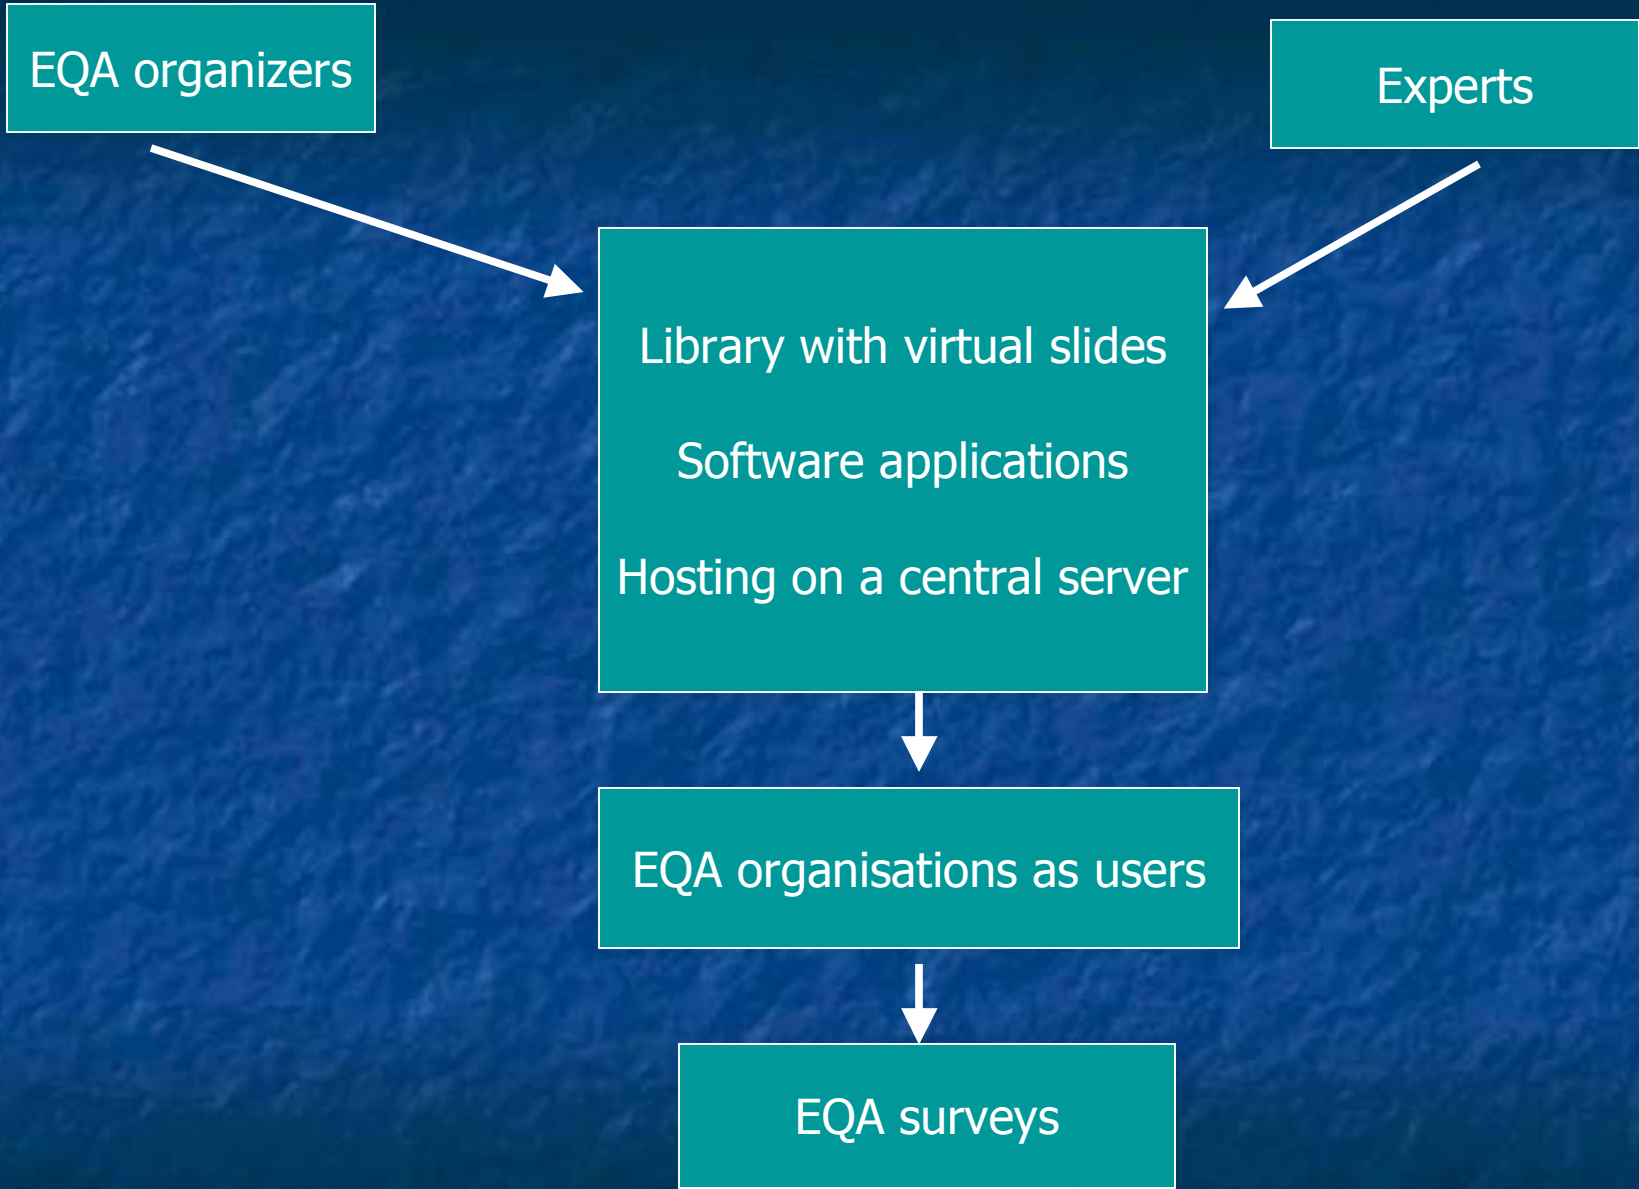 EQA organizers
Experts
Library with virtual slides
Software applications
Hosting on a central server
EQA organisations as users
EQA surveys